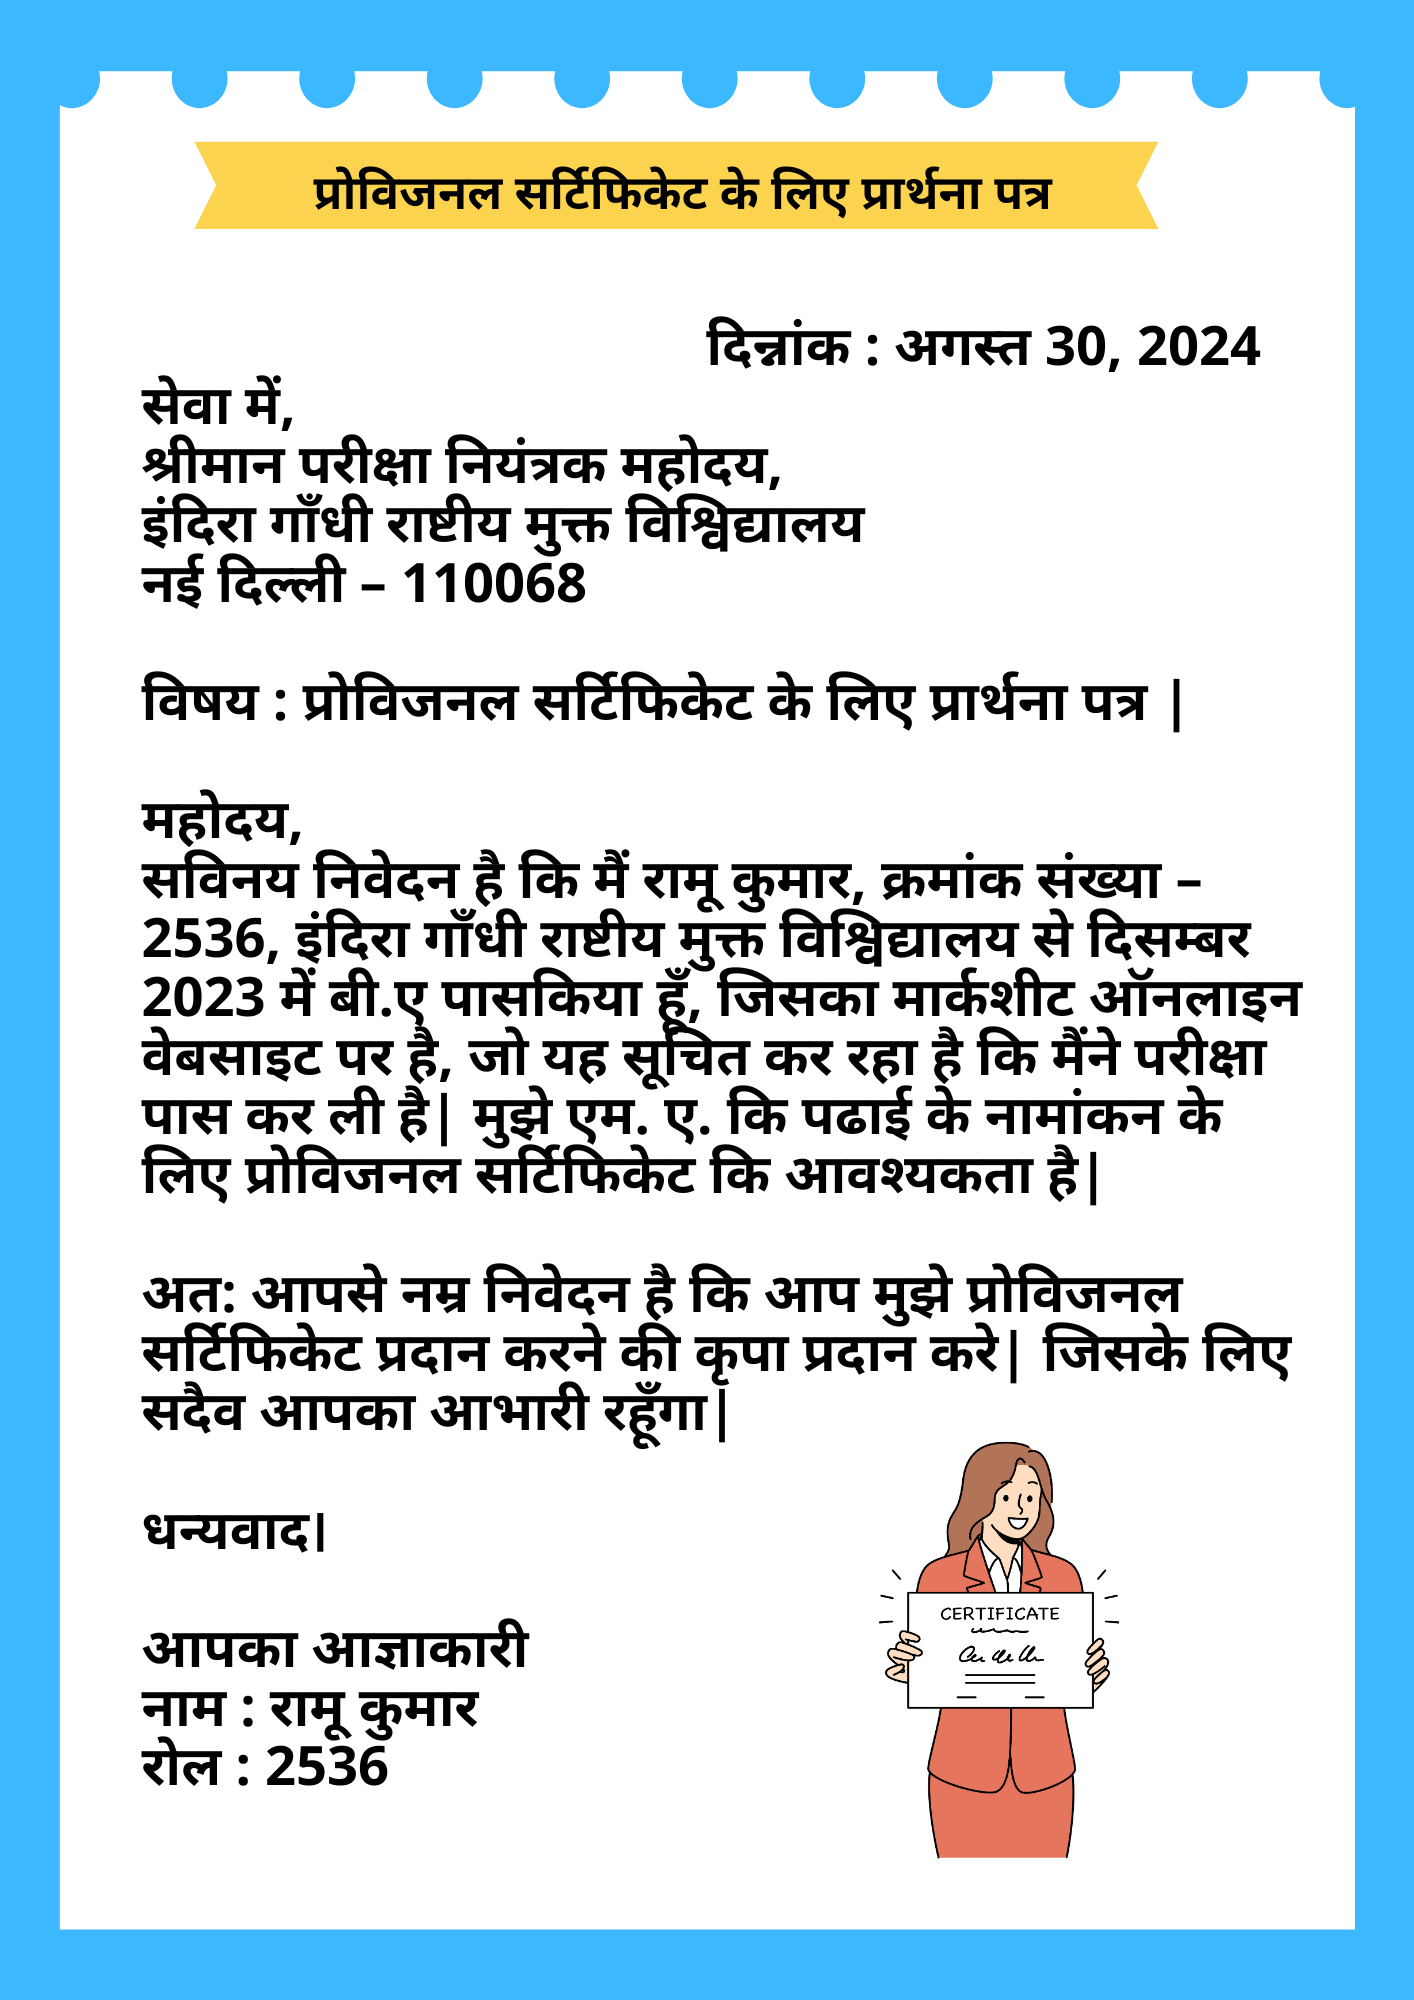 प्रोविजनल सर्टिफिकेट के लिए प्रार्थना पत्र
दिन्नांक : अगस्त 30, 2024
सेवा में,
श्रीमान परीक्षा नियंत्रक महोदय,
इंदिरा गाँधी राष्टीय मुक्त विश्विद्यालय
नई दिल्ली – 110068
विषय : प्रोविजनल सर्टिफिकेट के लिए प्रार्थना पत्र |
महोदय,
सविनय निवेदन है कि मैं रामू कुमार, क्रमांक संख्या –
2536, इंदिरा गाँधी राष्टीय मुक्त विश्विद्यालय से दिसम्बर
2023 में बी.ए पासकिया हूँ, जिसका मार्कशीट ऑनलाइन
वेबसाइट पर है, जो यह सूचित कर रहा है कि मैंने परीक्षा
पास कर ली है| मुझे एम. ए. कि पढाई के नामांकन के
लिए प्रोविजनल सर्टिफिकेट कि आवश्यकता है|
अत: आपसे नम्र निवेदन है कि आप मुझे प्रोविजनल
सर्टिफिकेट प्रदान करने की कृपा प्रदान करे| जिसके लिए
सदैव आपका आभारी रहूँगा|
धन्यवाद।
आपका आज्ञाकारी
नाम : रामू कुमार
रोल : 2536
CERTIFICATE